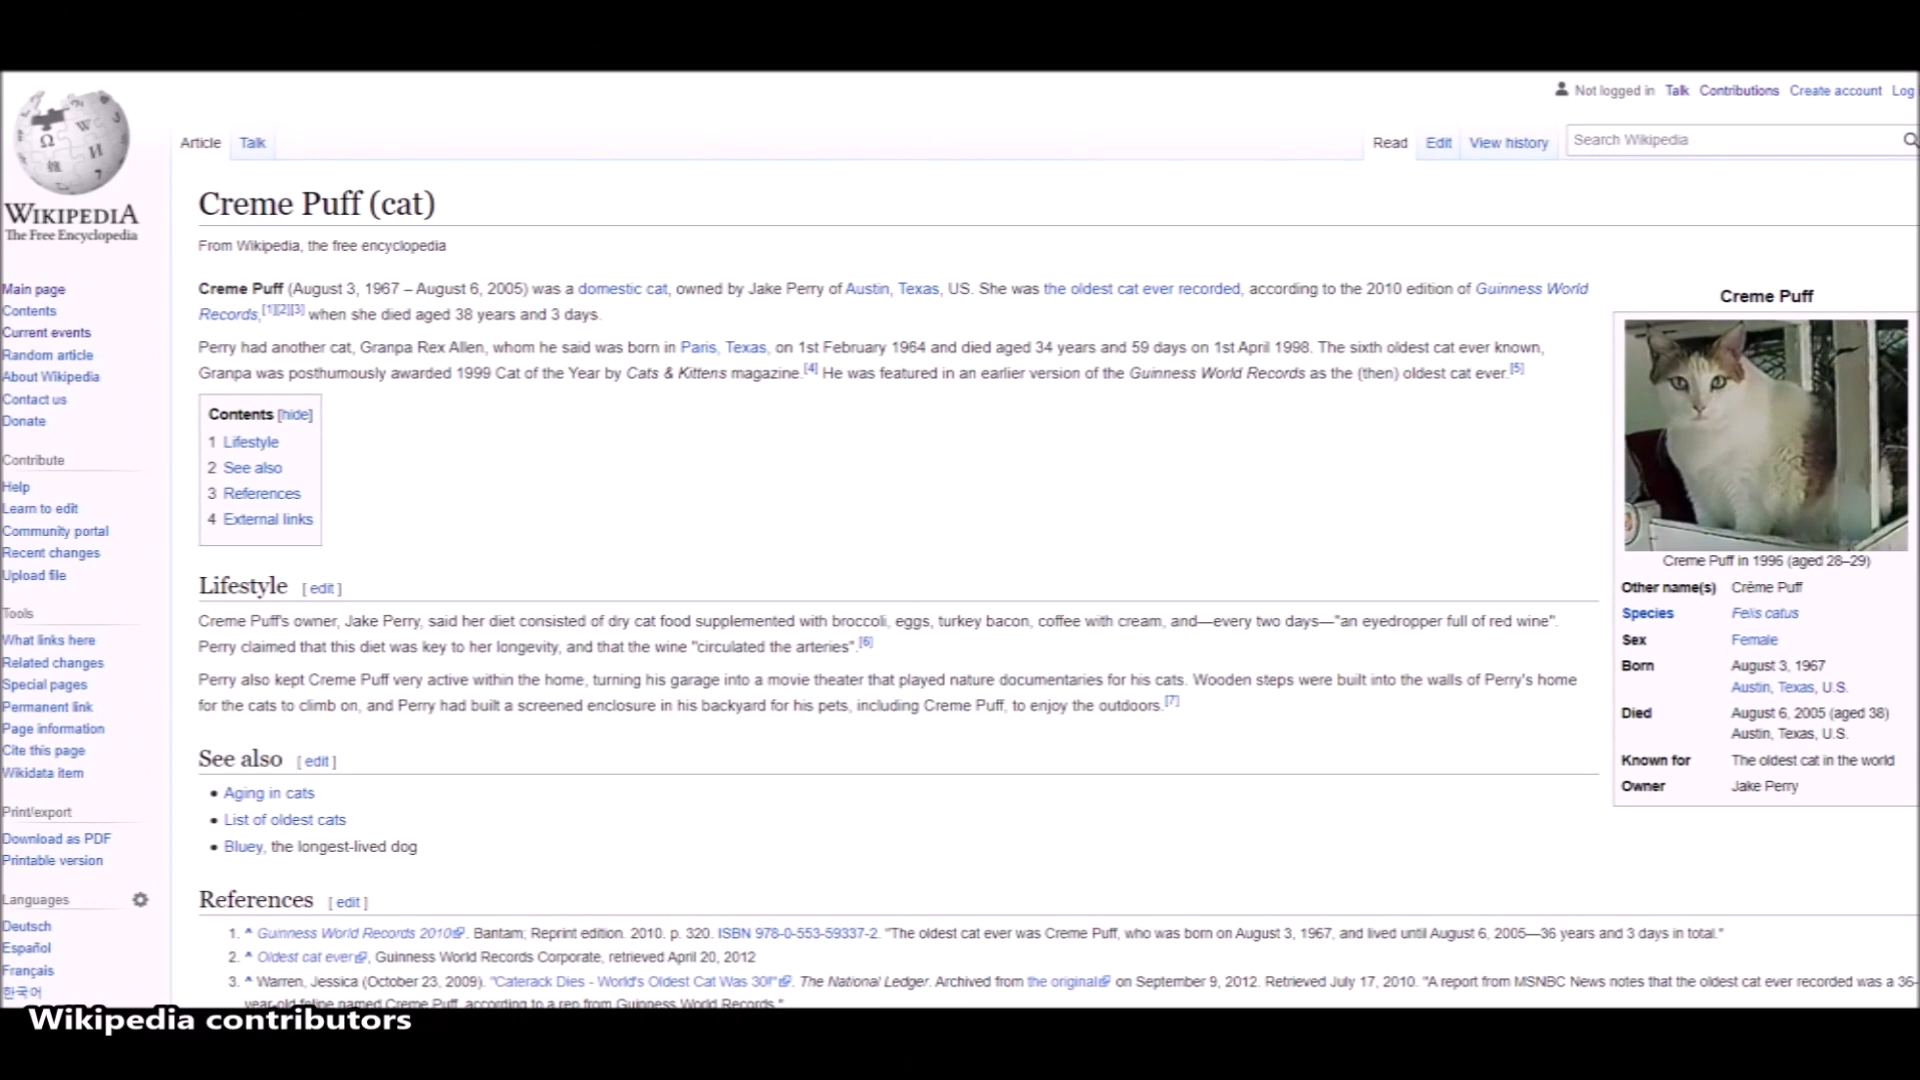 Not logged in Talk Contributions Create account Log
Article Talk
Read Edit View history Search Wikipedia
WIKIPEDIA
The Free Encyclopedia
Main page
Contents
Current events
Random article
About Wikipedia
Contact us
Donate
Contribute
Help
Learn to edit
Community portal
Recent changes
Upload file
Tools
What links here
Related changes
Special pages
Permanent link
Page information
Cite this page
Wikidata item
Print/export
Download as PDF
Printable version
Languages
Deutsch
Español
Français
한국어
Creme Puff (cat)
From Wikipedia, the free encyclopedia
Creme Puff (August 3, 1967 – August 6, 2005) was a domestic cat, owned by Jake Perry of Austin, Texas, US. She was the oldest cat ever recorded, according to the 2010 edition of Guinness World
Records,[1][2][3] when she died aged 38 years and 3 days.
Perry had another cat, Granpa Rex Allen, whom he said was born in Paris, Texas, on 1st February 1964 and died aged 34 years and 59 days on 1st April 1998. The sixth oldest cat ever known,
Granpa was posthumously awarded 1999 Cat of the Year by Cats & Kittens magazine.[4] He was featured in an earlier version of the Guinness World Records as the (then) oldest cat ever.[5]
Contents [hide]
1 Lifestyle
2 See also
3 References
4 External links
Lifestyle [ edit ]
Creme Puff's owner, Jake Perry, said her diet consisted of dry cat food supplemented with broccoli, eggs, turkey bacon, coffee with cream, and—every two days—"an eyedropper full of red wine".
Perry claimed that this diet was key to her longevity, and that the wine "circulated the arteries".[6]
Perry also kept Creme Puff very active within the home, turning his garage into a movie theater that played nature documentaries for his cats. Wooden steps were built into the walls of Perry's home
for the cats to climb on, and Perry had built a screened enclosure in his backyard for his pets, including Creme Puff, to enjoy the outdoors.[7]
See also [ edit ]
• Aging in cats
• List of oldest cats
• Bluey, the longest-lived dog
References [ edit ]
1. ^ Guinness World Records 2010. Bantam; Reprint edition. 2010. p. 320. ISBN 978-0-553-59337-2. "The oldest cat ever was Creme Puff, who was born on August 3, 1967, and lived until August 6, 2005—36 years and 3 days in total."
2. ^ Oldest cat ever, Guinness World Records Corporate, retrieved April 20, 2012
3. ^ Warren, Jessica (October 23, 2009). "Caterack Dies - World's Oldest Cat Was 30!". The National Ledger. Archived from the original on September 9, 2012. Retrieved July 17, 2010. "A report from MSNBC News notes that the oldest cat ever recorded was a 36-
year-old feline named Creme Puff, according to a rep from Guinness World Records."
Creme Puff
Creme Puff in 1996 (aged 28–29)
Other name(s) Crème Puff
Species Felis catus
Sex Female
Born August 3, 1967
Austin, Texas, U.S.
Died August 6, 2005 (aged 38)
Austin, Texas, U.S.
Known for The oldest cat in the world
Owner Jake Perry
Wikipedia contributors